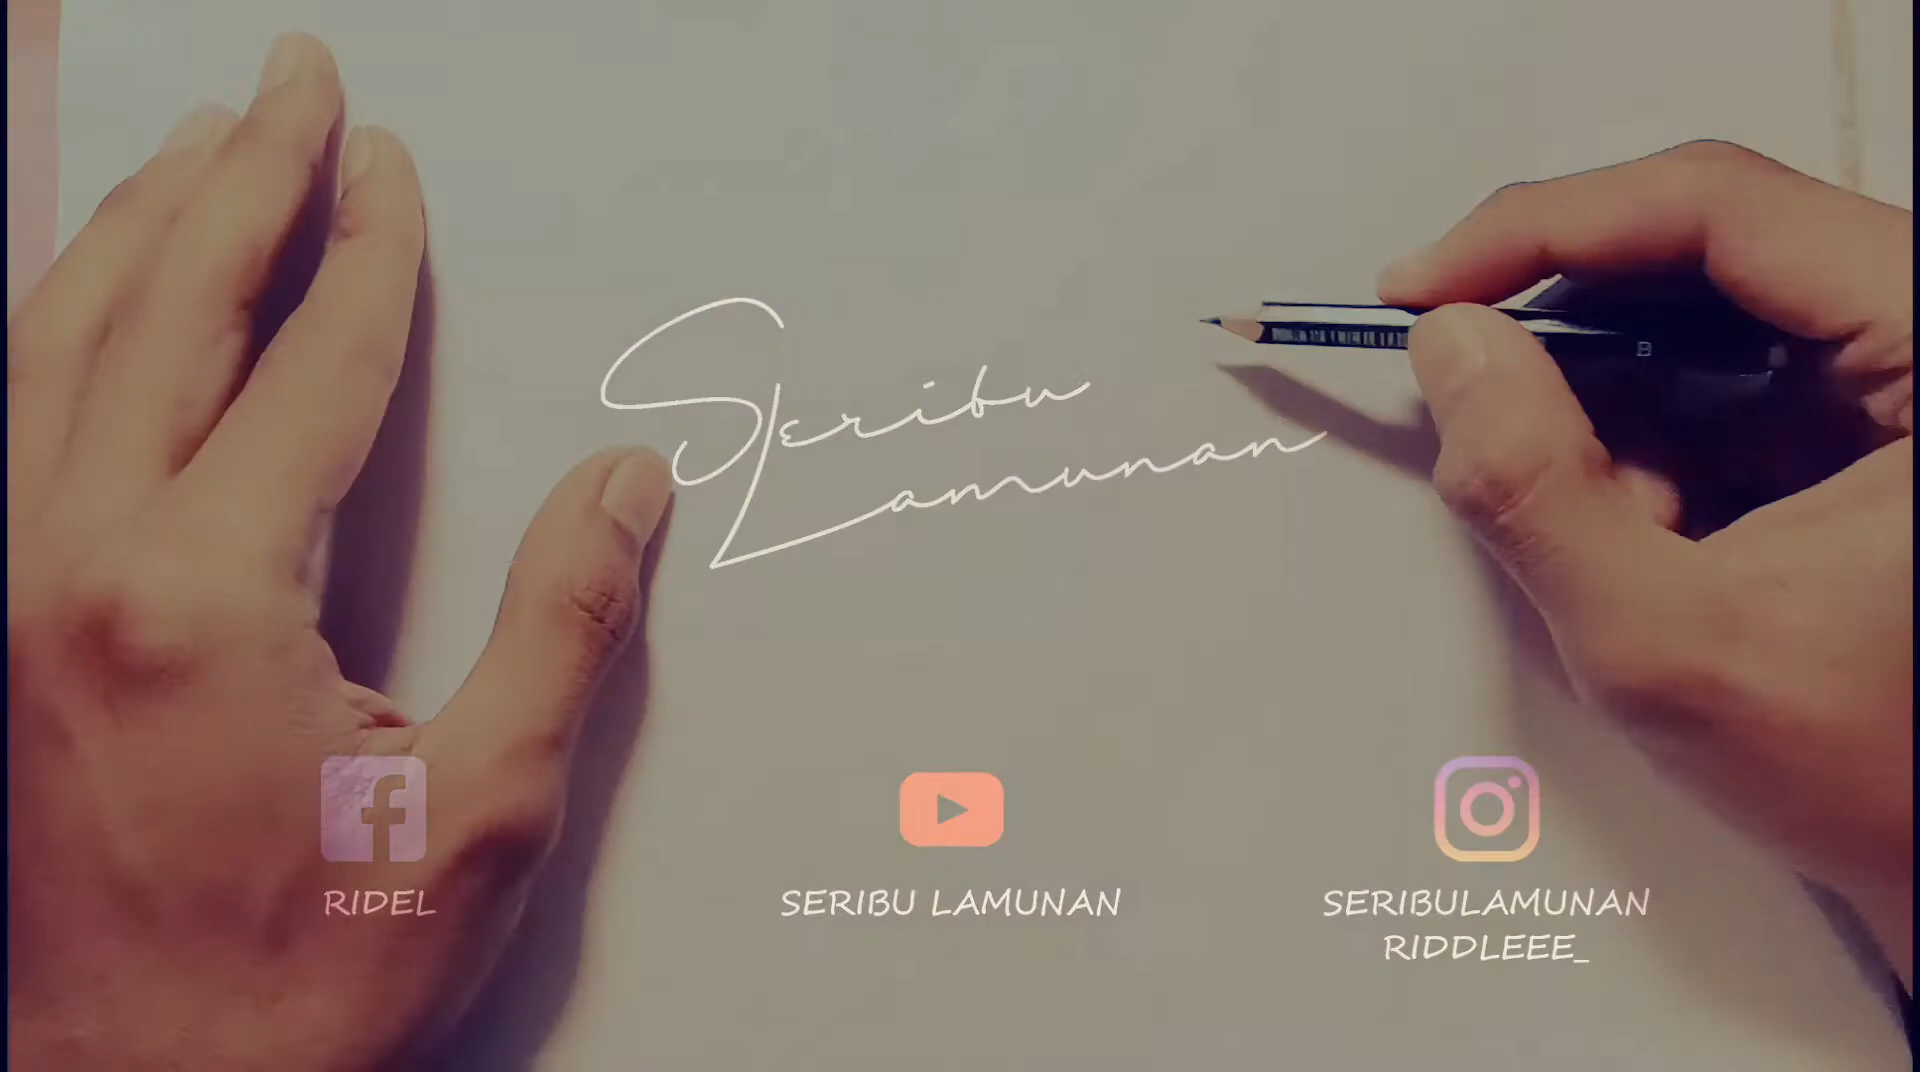 Seribu
Lamunan
B
RIDEL
SERIBU LAMUNAN
SERIBULAMUNAN
RIDDLEEE_